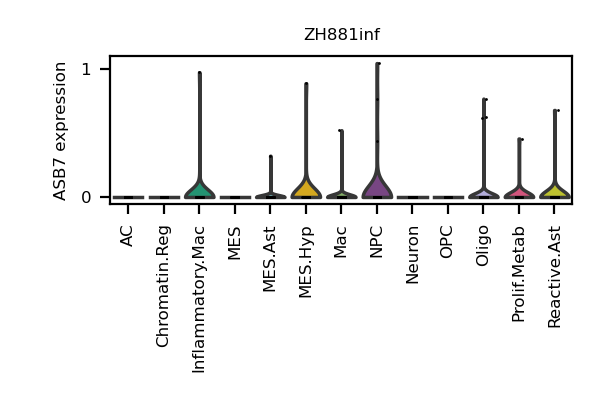 ZH881inf
ASB7 expression
1
0
AC
Chromatin.Reg
Inflammatory.Mac
MES
MES.Ast
MES.Hyp
Mac
NPC
Neuron
OPC
Oligo
Prolif.Metab
Reactive.Ast